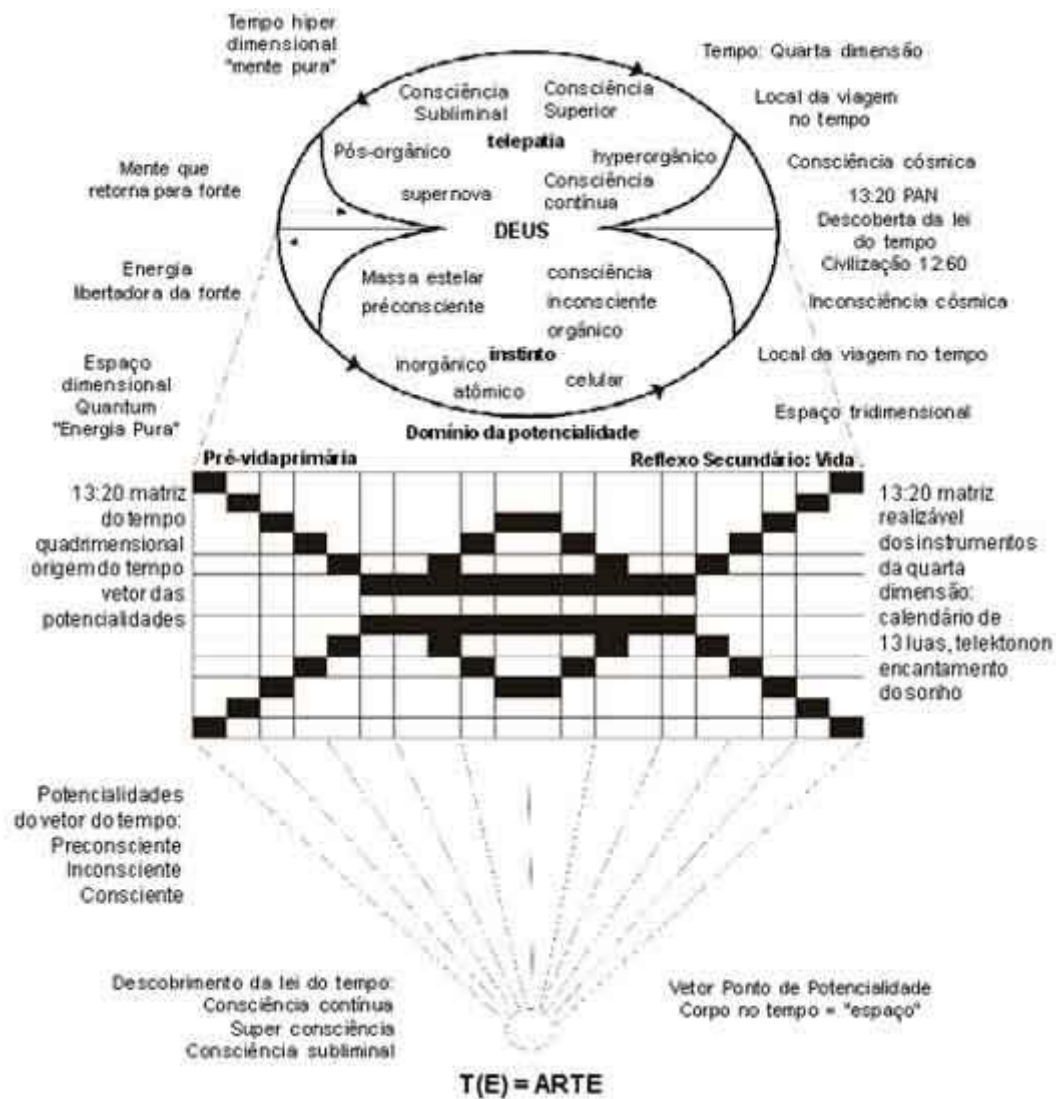 Tempo hiper
dimensional
"mente pura"
Tempo: Quarta dimensão
Consciência
Subliminal
Consciência
Superior
Local da viagem
no tempo
telepatia
Pós-orgânico
hyperorgânico
Mente que
retorna para fonte
Consciência cósmica
supernova
Consciência
contínua
13:20 PAN
Descoberta da lei
do tempo
Civilização 12:60
DEUS
Energia
libertadora da fonte
Massa estelar
préconsciente
consciência
inconsciente
orgânico
Inconsciência cósmica
inorgânico
instinto
atômico
celular
Local da viagem no tempo
Espaço
dimensional
Quantum
"Energia Pura"
Espaço tridimensional
Domínio da potencialidade
Pré-vida primária
Reflexo Secundário: Vida
13:20 matriz
do tempo
quadrimensional
origem do tempo
vetor das
potencialidades
13:20 matriz
realizável
dos instrumentos
da quarta
dimensão:
calendário de
13 luas, telektonon
encantamento
do sonho
Potencialidades
do vetor do tempo:
Preconsciente
Inconsciente
Consciente
Descobrimento da lei do tempo:
Consciência contínua
Super consciência
Consciência subliminal
Vetor Ponto de Potencialidade
Corpo no tempo = "espaço"
T(E) = ARTE